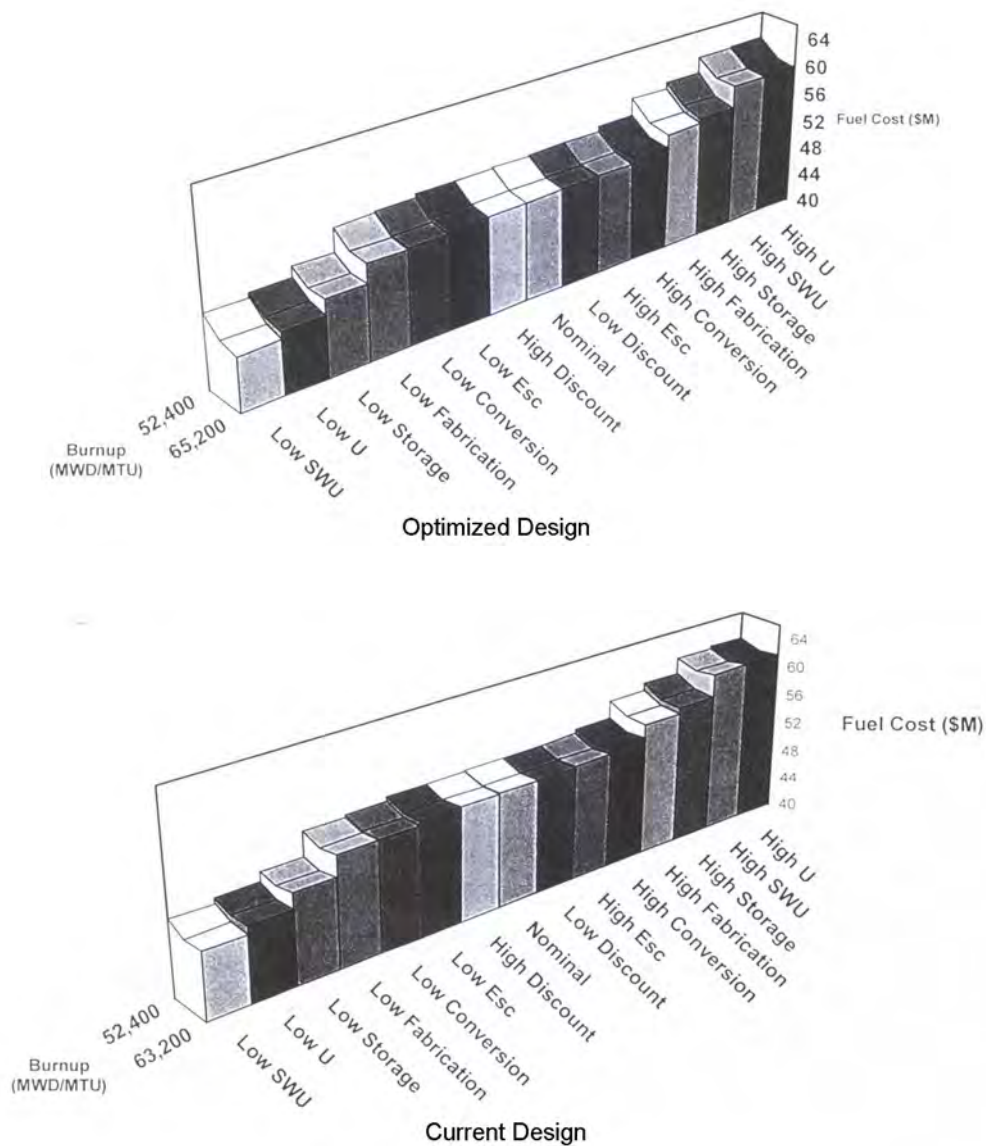 64
60
56
52 Fuel Cost ($M)
48
44
40
High U
High SWU
High Storage
High Fabrication
High Conversion
High Esc
Low Discount
Nominal
High Discount
Low Esc
Low Conversion
Low Fabrication
Low Storage
Low U
Low SWU
52,400
65,200
Burnup
(MWD/MTU)
Optimized Design
64
60
56
52
48
44
40
Fuel Cost ($M)
High U
High SWU
High Storage
High Fabrication
High Conversion
High Esc
Low Discount
Nominal
High Discount
Low Esc
Low Conversion
Low Fabrication
Low Storage
Low U
Low SWU
52,400
63,200
Burnup
(MWD/MTU)
Current Design